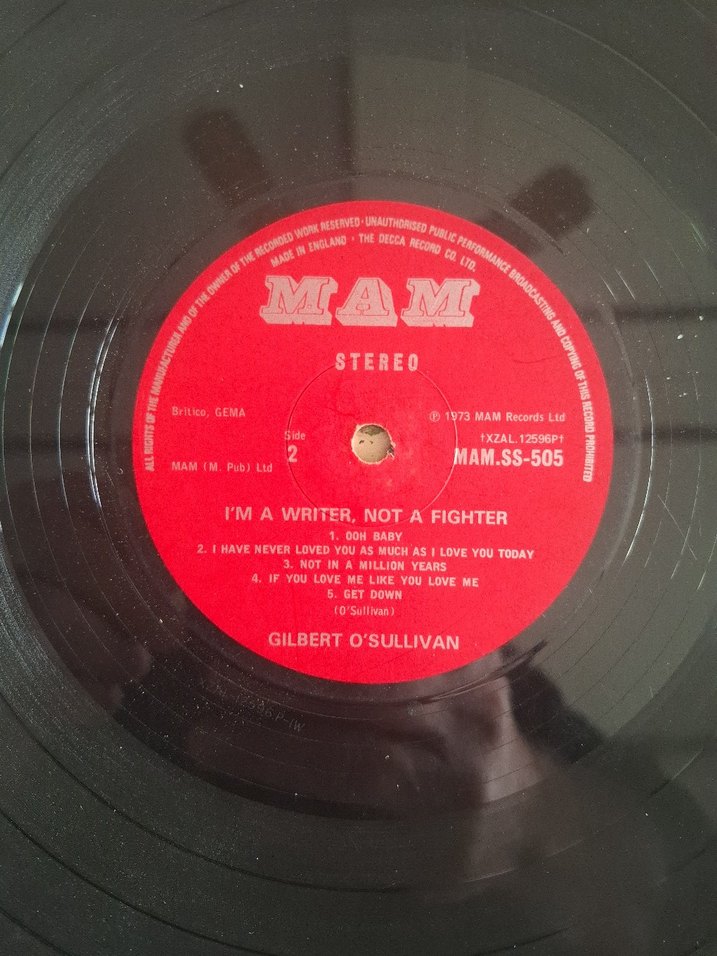 ALL RIGHTS OF THE MANUFACTURER AND OF THE OWNER OF THE RECORDED WORK RESERVED · UNAUTHORISED PUBLIC PERFORMANCE BROADCASTING AND COPYING OF THIS RECORD PROHIBITED
MADE IN ENGLAND · THE DECCA RECORD CO. LTD.
MAM
STEREO
Britico, GEMA
℗ 1973 MAM Records Ltd
Side
2
†XZAL.12596P†
MAM.SS-505
MAM (M. Pub) Ltd
I'M A WRITER, NOT A FIGHTER
1. OOH BABY
2. I HAVE NEVER LOVED YOU AS MUCH AS I LOVE YOU TODAY
3. NOT IN A MILLION YEARS
4. IF YOU LOVE ME LIKE YOU LOVE ME
5. GET DOWN
(O'Sullivan)
GILBERT O'SULLIVAN